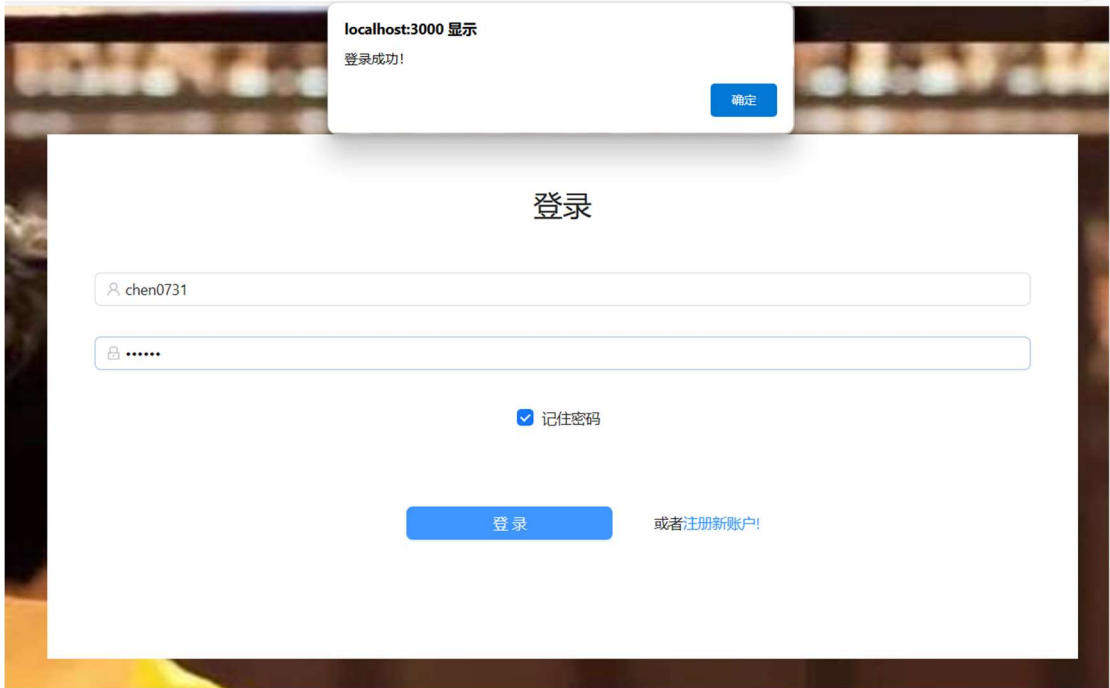 localhost:3000 显示
登录成功!
确定
登录
chen0731
••••••
记住密码
登 录
或者注册新账户!